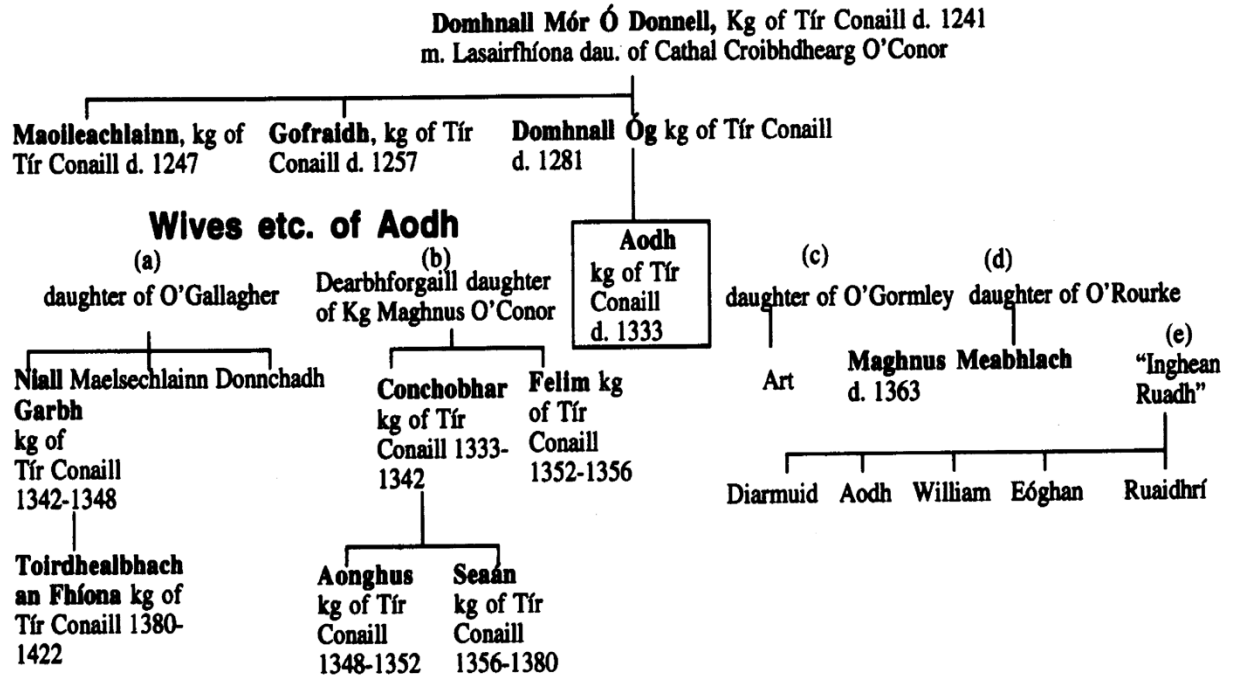 Domhnall Mór Ó Donnell, Kg of Tír Conaill d. 1241
m. Lasairfhíona dau. of Cathal Croibhdhearg O'Conor
Maoileachlainn, kg of
Tír Conaill d. 1247
Gofraidh, kg of Tír
Conaill d. 1257
Domhnall Óg kg of Tír Conaill
d. 1281
Wives etc. of Aodh
Aodh
kg of Tír
Conaill
d. 1333
(a)
daughter of O'Gallagher
(b)
Dearbhforgaill daughter
of Kg Maghnus O'Conor
(c)
daughter of O'Gormley
(d)
daughter of O'Rourke
(e)
“Inghean
Ruadh”
Niall Maelsechlainn Donnchadh
Garbh
kg of
Tír Conaill
1342-1348
Conchobhar
kg of Tír
Conaill 1333-
1342
Felim kg
of Tír
Conaill
1352-1356
Art
Maghnus Meabhlach
d. 1363
Diarmuid Aodh William Eóghan Ruaidhrí
Toirdhealbhach
an Fhíona kg of
Tír Conaill 1380-
1422
Aonghus
kg of Tír
Conaill
1348-1352
Seaán
kg of Tír
Conaill
1356-1380